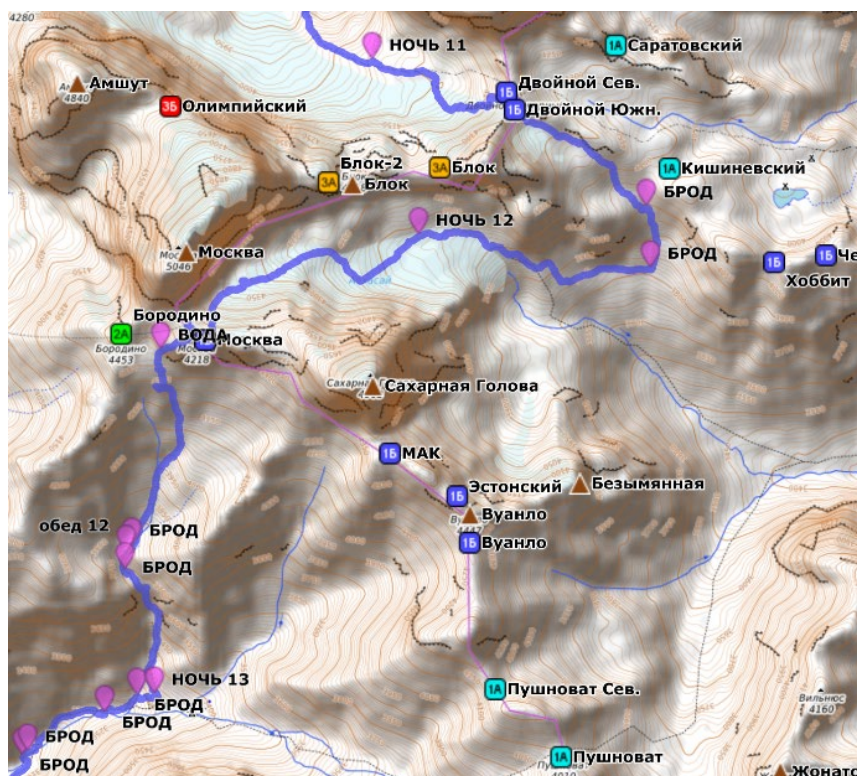 4280
НОЧЬ 11
1А Саратовский
Амшут
4840
3Б Олимпийский
1Б Двойной Сев.
1Б Двойной Южн.
Блок-2
3А
3А Блок
Блок
1А Кишиневский
БРОД
НОЧЬ 12
Москва
5046
БРОД
1Б
Хоббит
1Б Че
Бородино
2А
ВОДА
Москва
Бородино
4453
4218
Сахарная Голова
1Б МАК
1Б Эстонский
Безымянная
Вуанло
4447
1Б Вуанло
обед 12
БРОД
БРОД
НОЧЬ 13
БРОД
БРОД
1А Пушноват Сев.
Вильнюс
4160
БРОД
БРОД
1А Пушноват
Жонатс